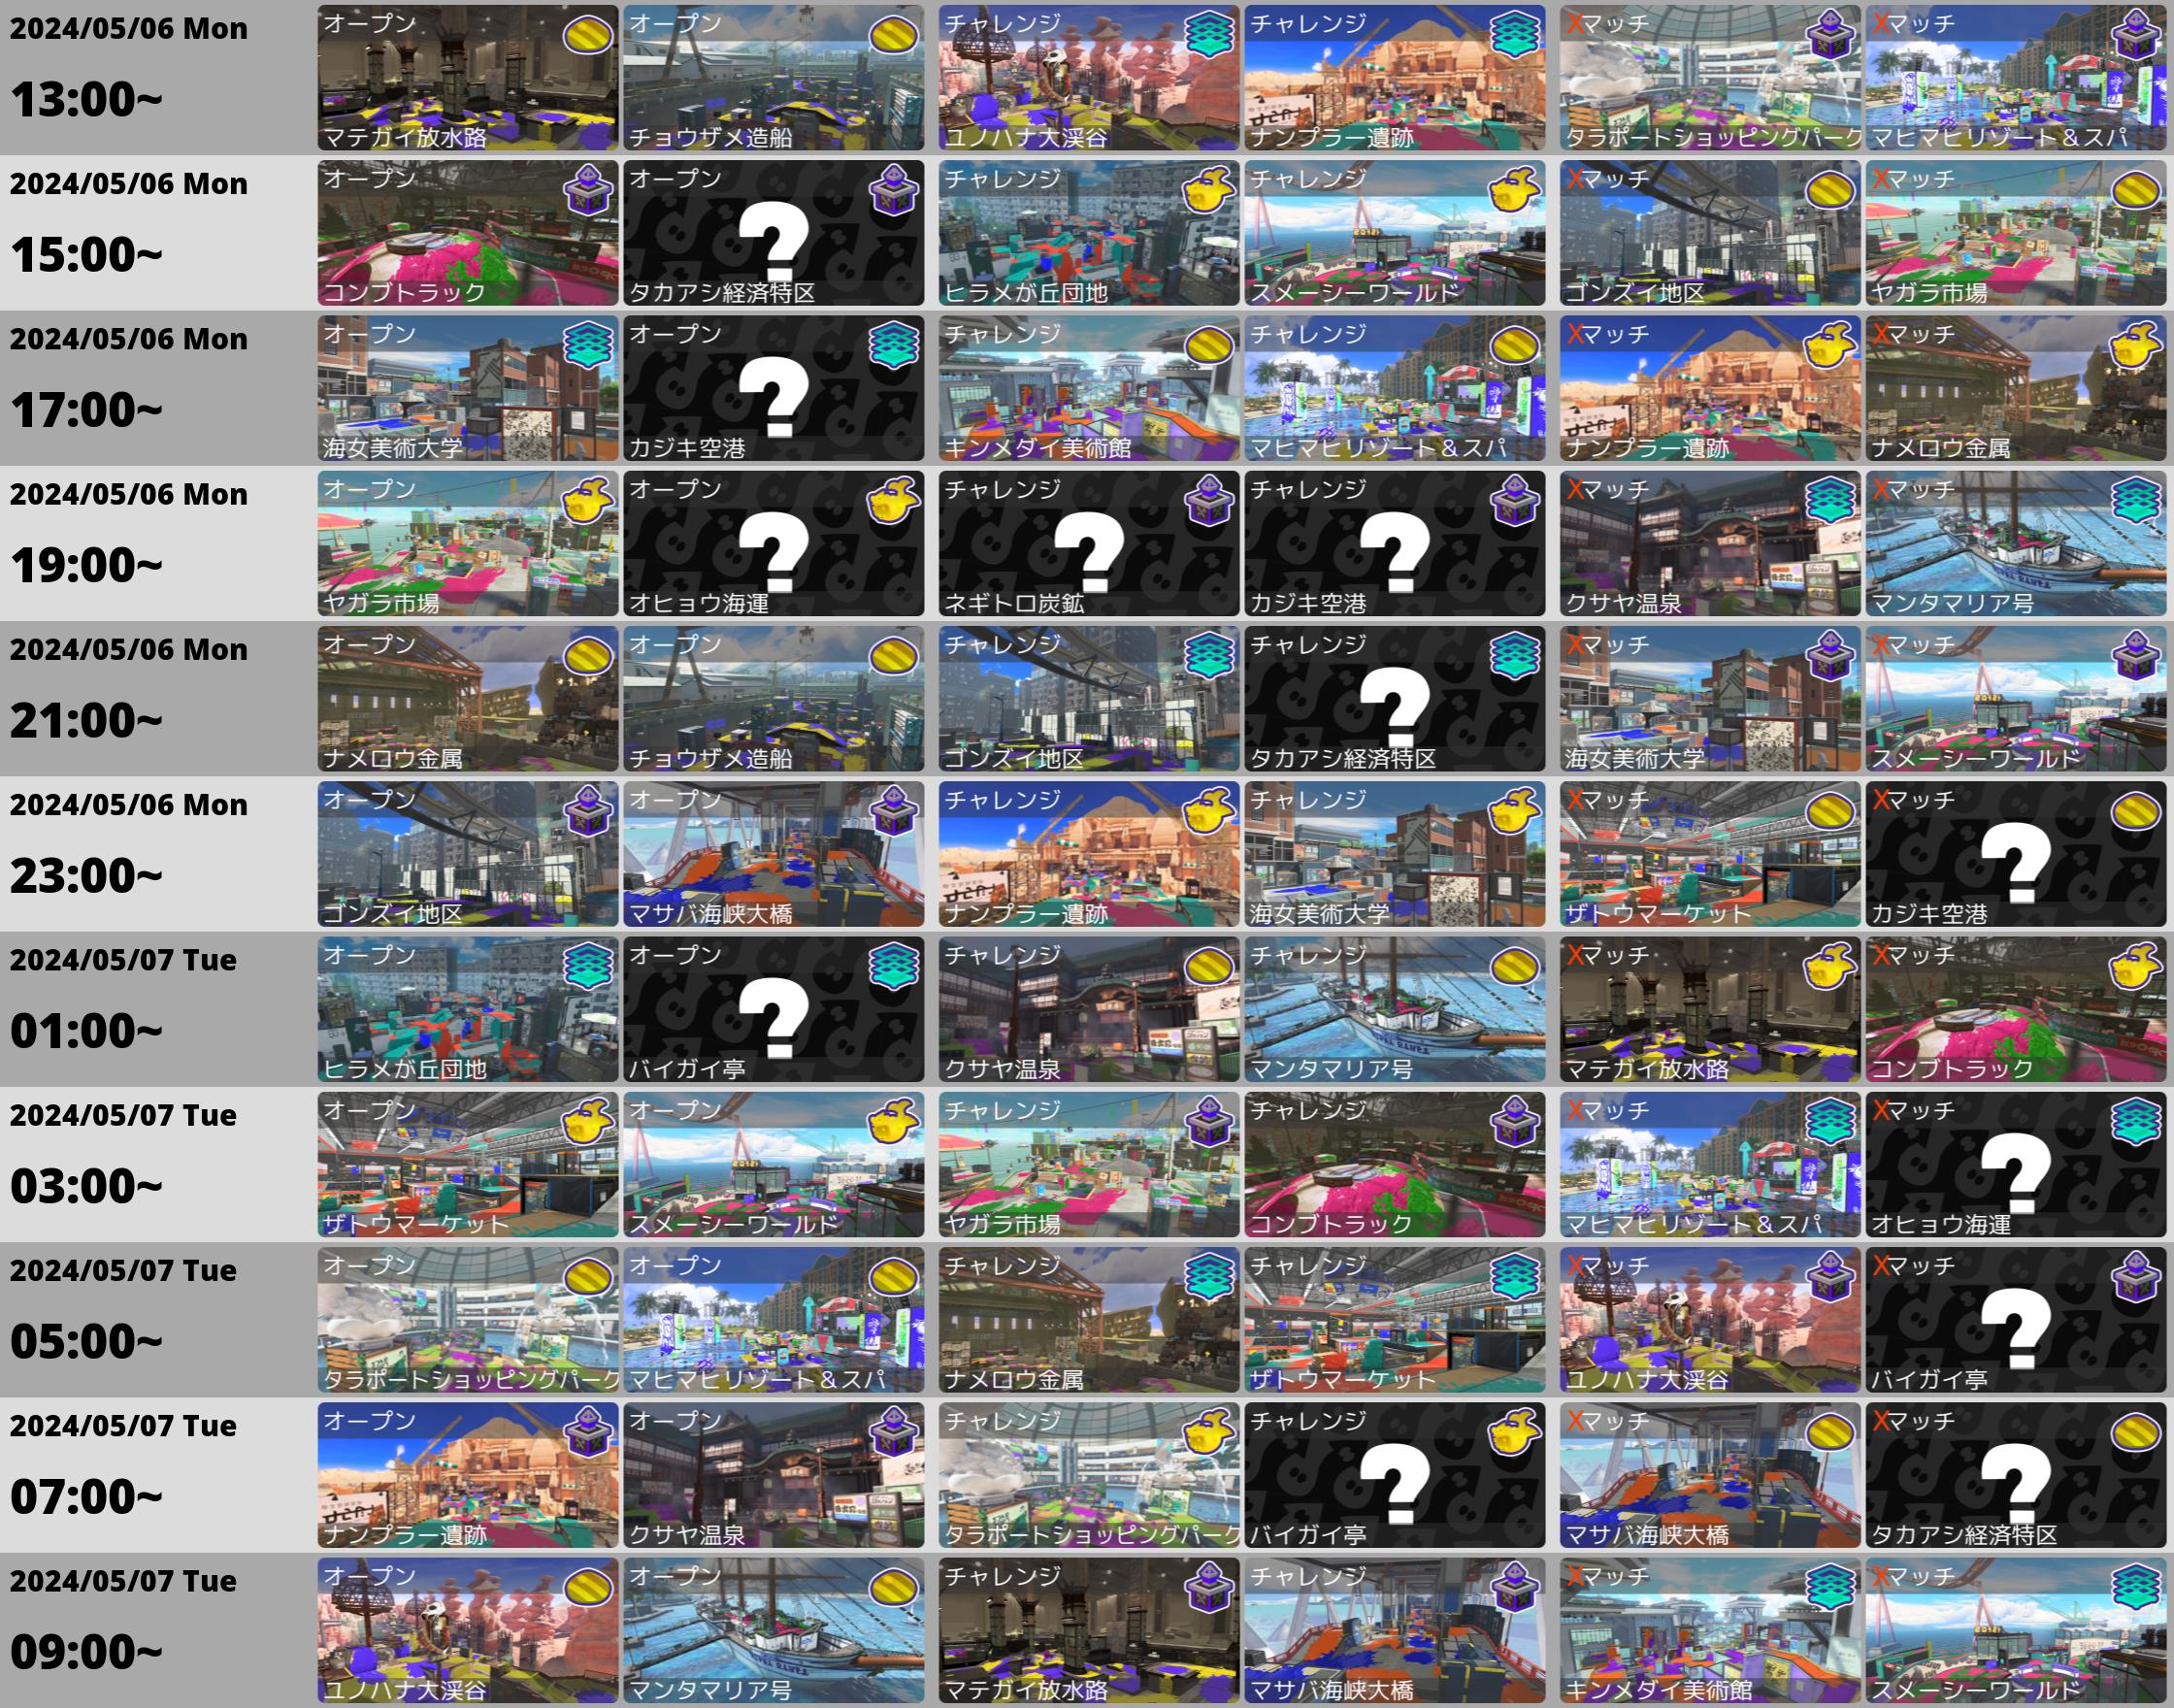 2024/05/06 Mon
13:00~
オープン
マテガイ放水路
オープン
チョウザメ造船
チャレンジ
ユノハナ大渓谷
チャレンジ
ナンプラー遺跡
Xマッチ
タラポートショッピングパーク
Xマッチ
マヒマヒリゾート＆スパ
2024/05/06 Mon
15:00~
オープン
コンブトラック
オープン
?
タカアシ経済特区
チャレンジ
ヒラメが丘団地
チャレンジ
スメーシーワールド
Xマッチ
ゴンズイ地区
Xマッチ
ヤガラ市場
2024/05/06 Mon
17:00~
オープン
海女美術大学
オープン
?
カジキ空港
チャレンジ
キンメダイ美術館
チャレンジ
マヒマヒリゾート＆スパ
Xマッチ
ナンプラー遺跡
Xマッチ
ナメロウ金属
2024/05/06 Mon
19:00~
オープン
ヤガラ市場
オープン
?
オヒョウ海運
チャレンジ
?
ネギトロ炭鉱
チャレンジ
?
カジキ空港
Xマッチ
クサヤ温泉
Xマッチ
マンタマリア号
2024/05/06 Mon
21:00~
オープン
ナメロウ金属
オープン
チョウザメ造船
チャレンジ
ゴンズイ地区
チャレンジ
?
タカアシ経済特区
Xマッチ
海女美術大学
Xマッチ
スメーシーワールド
2024/05/06 Mon
23:00~
オープン
ゴンズイ地区
オープン
マサバ海峡大橋
チャレンジ
ナンプラー遺跡
チャレンジ
海女美術大学
Xマッチ
ザトウマーケット
Xマッチ
?
カジキ空港
2024/05/07 Tue
01:00~
オープン
ヒラメが丘団地
オープン
?
バイガイ亭
チャレンジ
クサヤ温泉
チャレンジ
マンタマリア号
Xマッチ
マテガイ放水路
Xマッチ
コンブトラック
2024/05/07 Tue
03:00~
オープン
ザトウマーケット
オープン
スメーシーワールド
チャレンジ
ヤガラ市場
チャレンジ
コンブトラック
Xマッチ
マヒマヒリゾート＆スパ
Xマッチ
?
オヒョウ海運
2024/05/07 Tue
05:00~
オープン
タラポートショッピングパーク
オープン
マヒマヒリゾート＆スパ
チャレンジ
ナメロウ金属
チャレンジ
ザトウマーケット
Xマッチ
ユノハナ大渓谷
Xマッチ
?
バイガイ亭
2024/05/07 Tue
07:00~
オープン
ナンプラー遺跡
オープン
クサヤ温泉
チャレンジ
タラポートショッピングパーク
チャレンジ
?
バイガイ亭
Xマッチ
マサバ海峡大橋
Xマッチ
?
タカアシ経済特区
2024/05/07 Tue
09:00~
オープン
ユノハナ大渓谷
オープン
マンタマリア号
チャレンジ
マテガイ放水路
チャレンジ
マサバ海峡大橋
Xマッチ
キンメダイ美術館
Xマッチ
スメーシーワールド